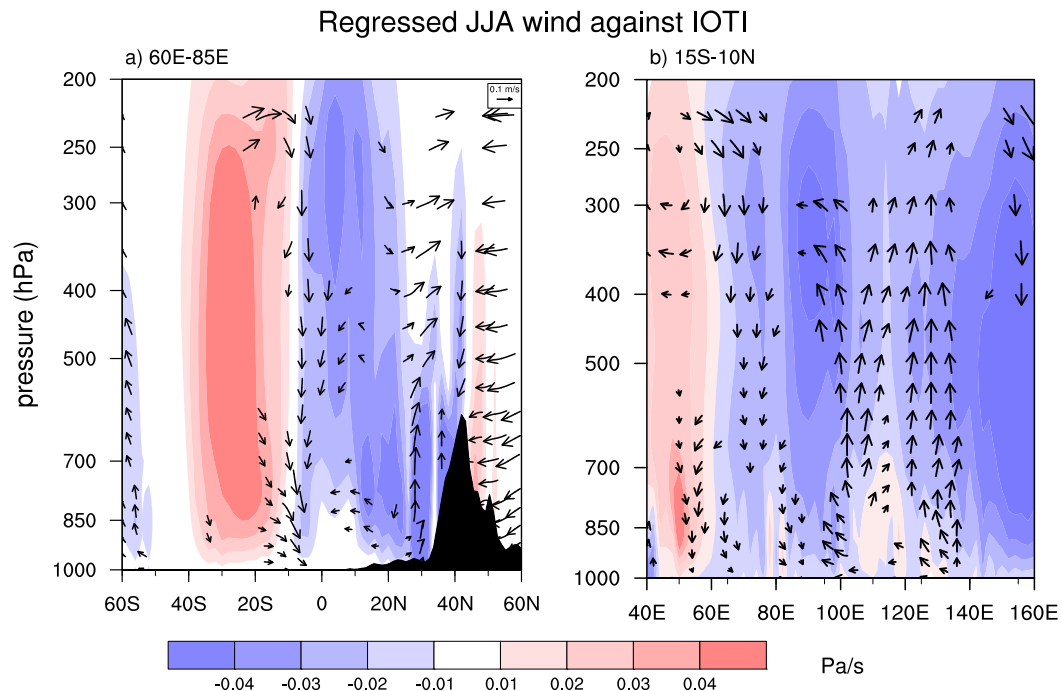 Regressed JJA wind against IOTI
a) 60E-85E
b) 15S-10N
0.1 m/s
pressure (hPa)
200
250
300
400
500
700
850
1000
60S 40S 20S 0 20N 40N 60N
200
250
300
400
500
700
850
1000
40E 60E 80E 100E 120E 140E 160E
-0.04 -0.03 -0.02 -0.01 0.01 0.02 0.03 0.04
Pa/s